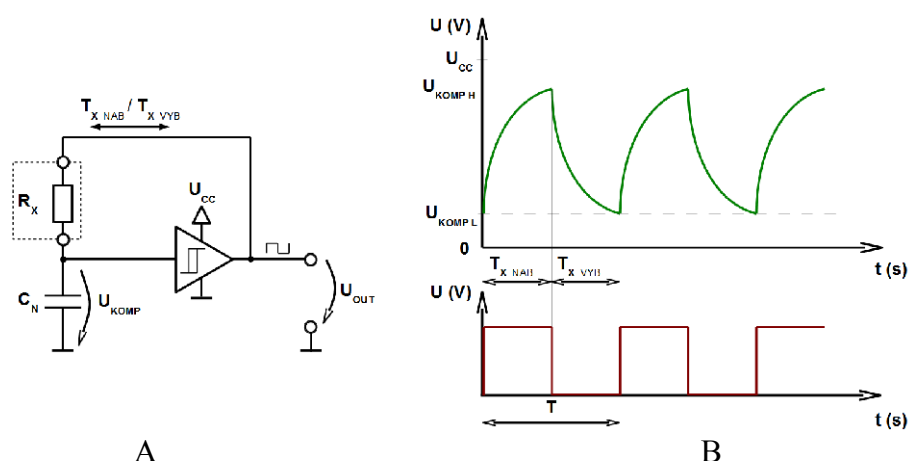 T X NAB / T X VYB
R X
U CC
C N
U KOMP
U OUT
A
U (V)
U CC
U KOMP H
U KOMP L
0
t (s)
T X NAB
T X VYB
U (V)
T
t (s)
B